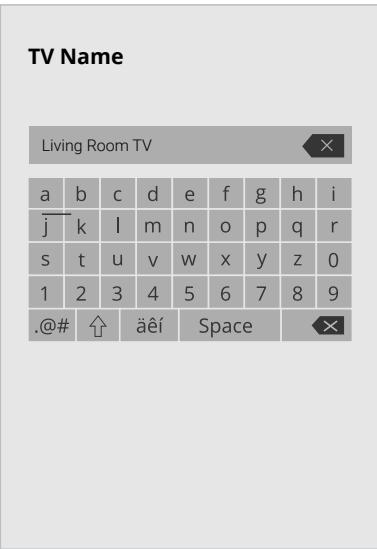 TV Name
Living Room TV
a b c d e f g h i
j k l m n o p q r
s t u v w x y z 0
1 2 3 4 5 6 7 8 9
.@# äêí Space